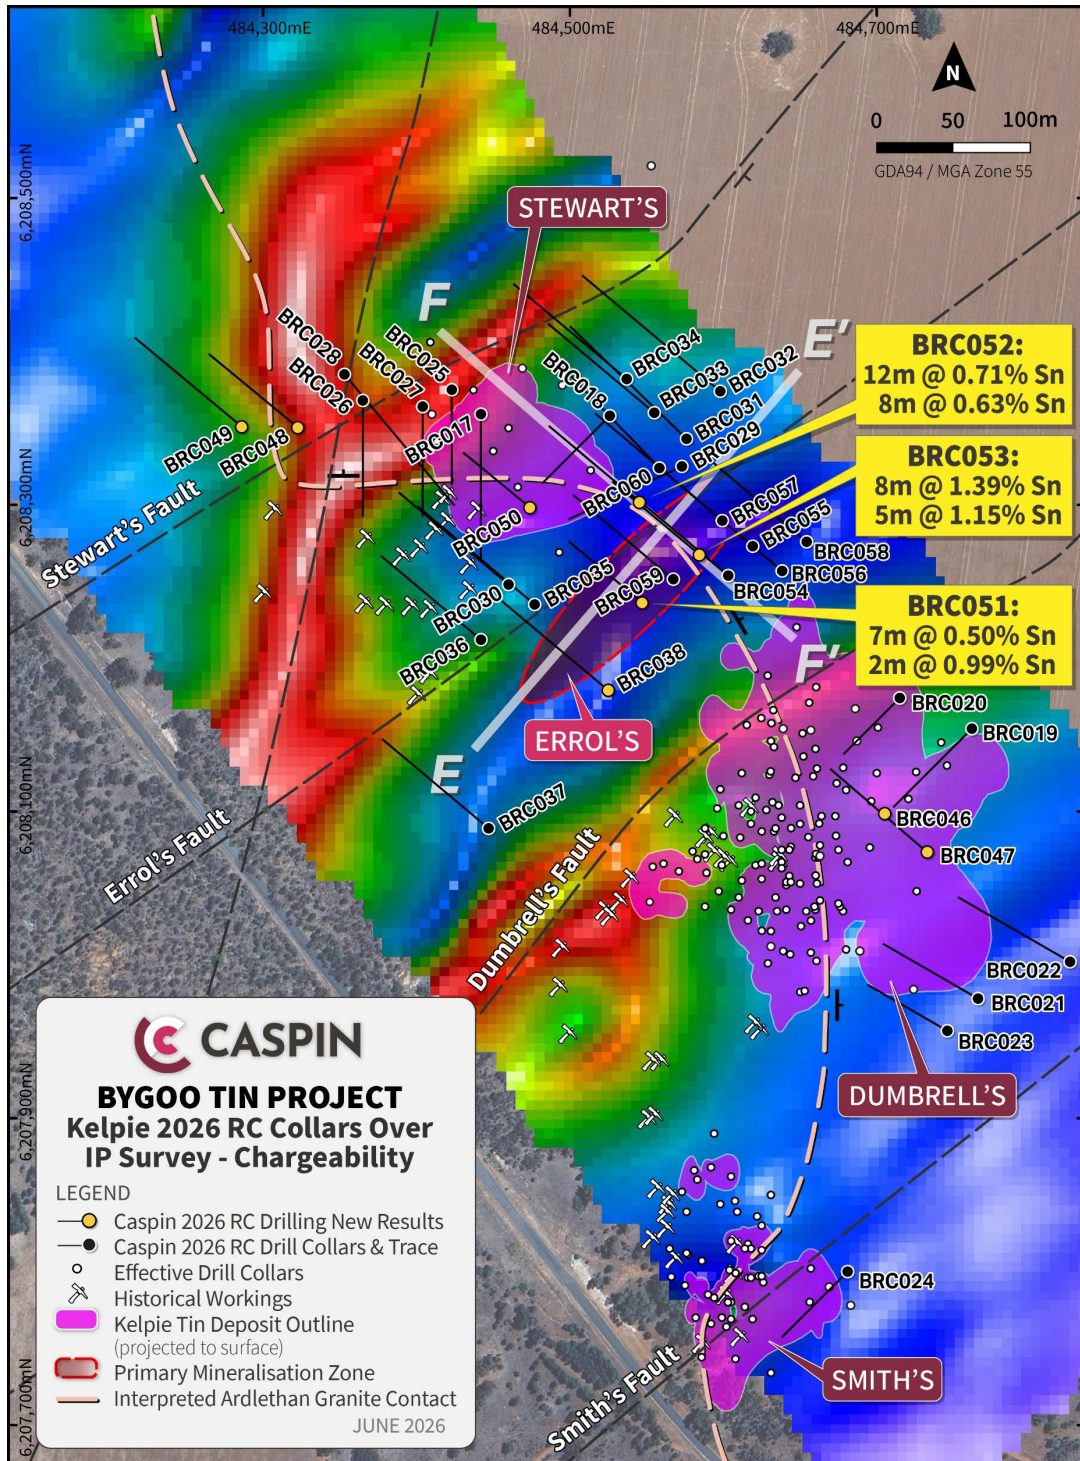 484,300mE
484,500mE
484,700mE
N
0 50 100m
GDA94 / MGA Zone 55
6,208,500mN
6,208,300mN
6,208,100mN
6,207,900mN
6,207,700mN
STEWART'S
F
E'
BRC034
BRC032
BRC033
BRC018
BRC031
BRC029
BRC028
BRC025
BRC027
BRC026
BRC017
BRC049
BRC048
BRC052:
12m @ 0.71% Sn
8m @ 0.63% Sn
BRC053:
8m @ 1.39% Sn
5m @ 1.15% Sn
BRC051:
7m @ 0.50% Sn
2m @ 0.99% Sn
BRC060
BRC057
BRC055
BRC058
BRC056
BRC054
BRC059
BRC050
BRC035
BRC030
BRC036
BRC038
Stewart's Fault
F'
ERROL'S
E
BRC037
BRC020
BRC019
BRC046
BRC047
Errol's Fault
Dumbrell's Fault
BRC022
BRC021
BRC023
DUMBRELL'S
BRC024
SMITH'S
Smith's Fault
CASPIN
BYGOO TIN PROJECT
Kelpie 2026 RC Collars Over
IP Survey - Chargeability
LEGEND
Caspin 2026 RC Drilling New Results
Caspin 2026 RC Drill Collars & Trace
Effective Drill Collars
Historical Workings
Kelpie Tin Deposit Outline
(projected to surface)
Primary Mineralisation Zone
Interpreted Ardlethan Granite Contact
JUNE 2026